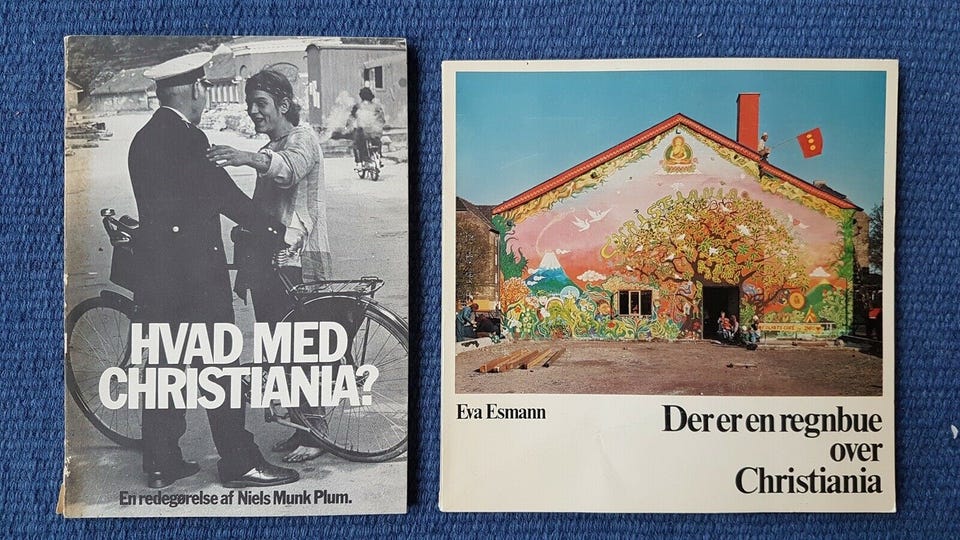 HVAD MED
CHRISTIANIA?
En redegørelse af Niels Munk Plum.
Eva Esmann
Der er en regnbue
over
Christiania